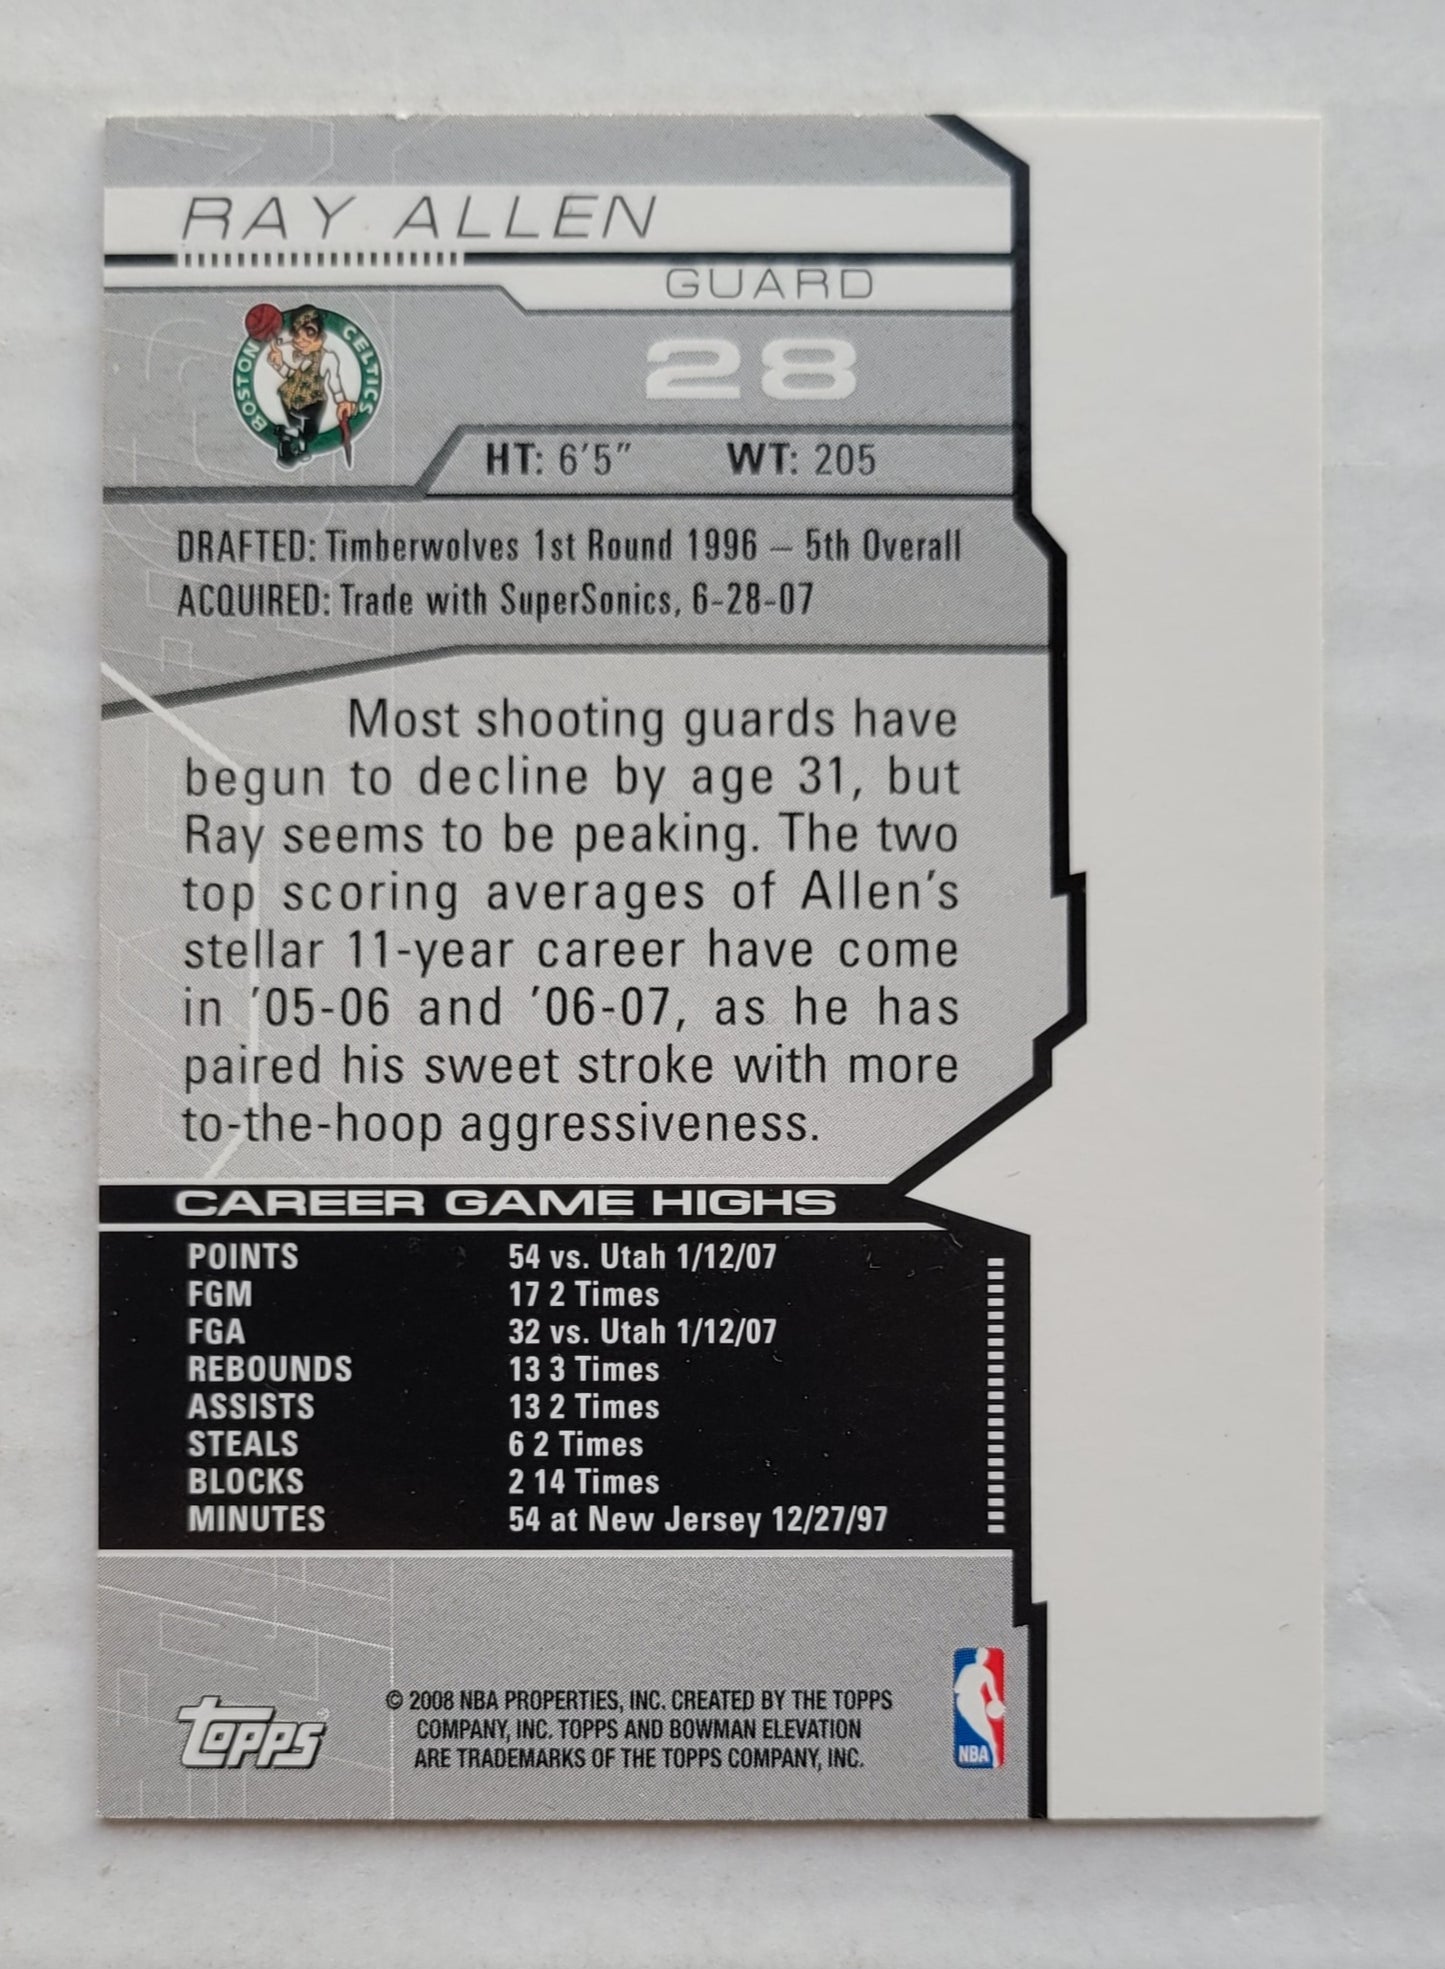 RAY ALLEN
GUARD
BOSTON CELTICS
28
HT: 6'5" WT: 205
DRAFTED: Timberwolves 1st Round 1996 – 5th Overall
ACQUIRED: Trade with SuperSonics, 6-28-07
Most shooting guards have
begun to decline by age 31, but
Ray seems to be peaking. The two
top scoring averages of Allen's
stellar 11-year career have come
in '05-06 and '06-07, as he has
paired his sweet stroke with more
to-the-hoop aggressiveness.
CAREER GAME HIGHS
POINTS 54 vs. Utah 1/12/07
FGM 17 2 Times
FGA 32 vs. Utah 1/12/07
REBOUNDS 13 3 Times
ASSISTS 13 2 Times
STEALS 6 2 Times
BLOCKS 2 14 Times
MINUTES 54 at New Jersey 12/27/97
topps®
© 2008 NBA PROPERTIES, INC. CREATED BY THE TOPPS
COMPANY, INC. TOPPS AND BOWMAN ELEVATION
ARE TRADEMARKS OF THE TOPPS COMPANY, INC.
NBA